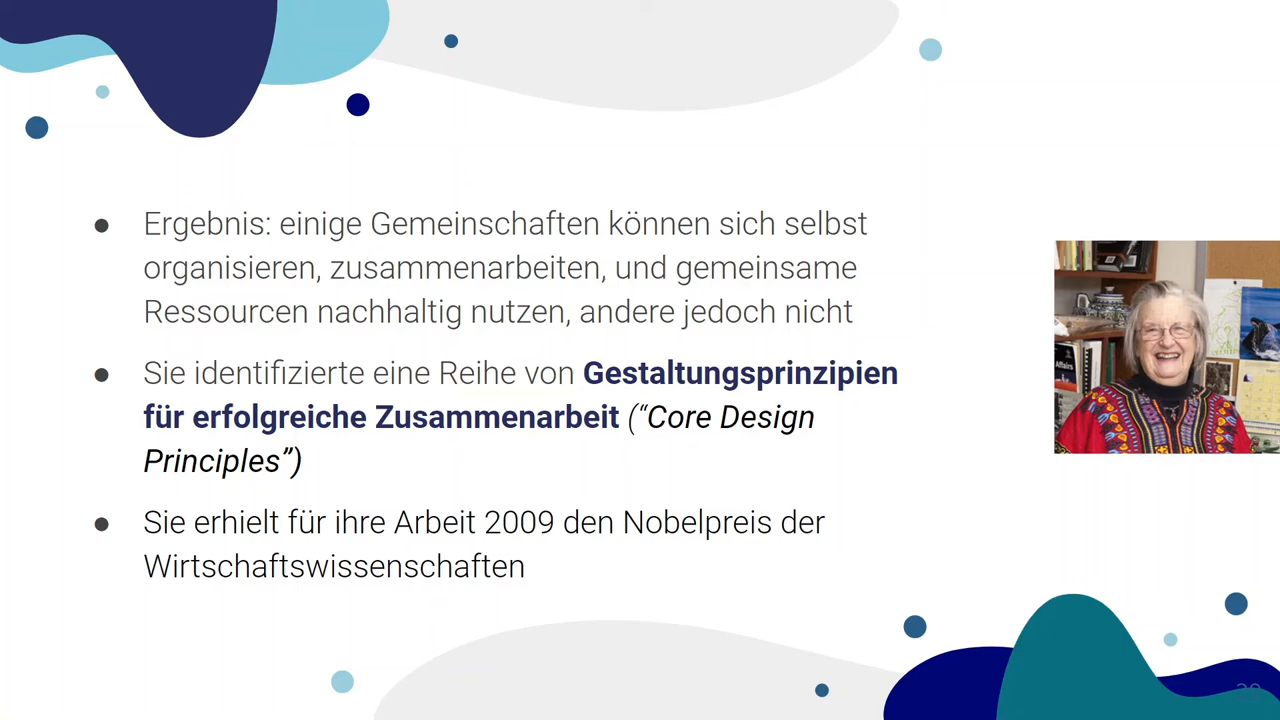 ● Ergebnis: einige Gemeinschaften können sich selbst
organisieren, zusammenarbeiten, und gemeinsame
Ressourcen nachhaltig nutzen, andere jedoch nicht
● Sie identifizierte eine Reihe von Gestaltungsprinzipien
für erfolgreiche Zusammenarbeit (“Core Design
Principles”)
● Sie erhielt für ihre Arbeit 2009 den Nobelpreis der
Wirtschaftswissenschaften
Affairs